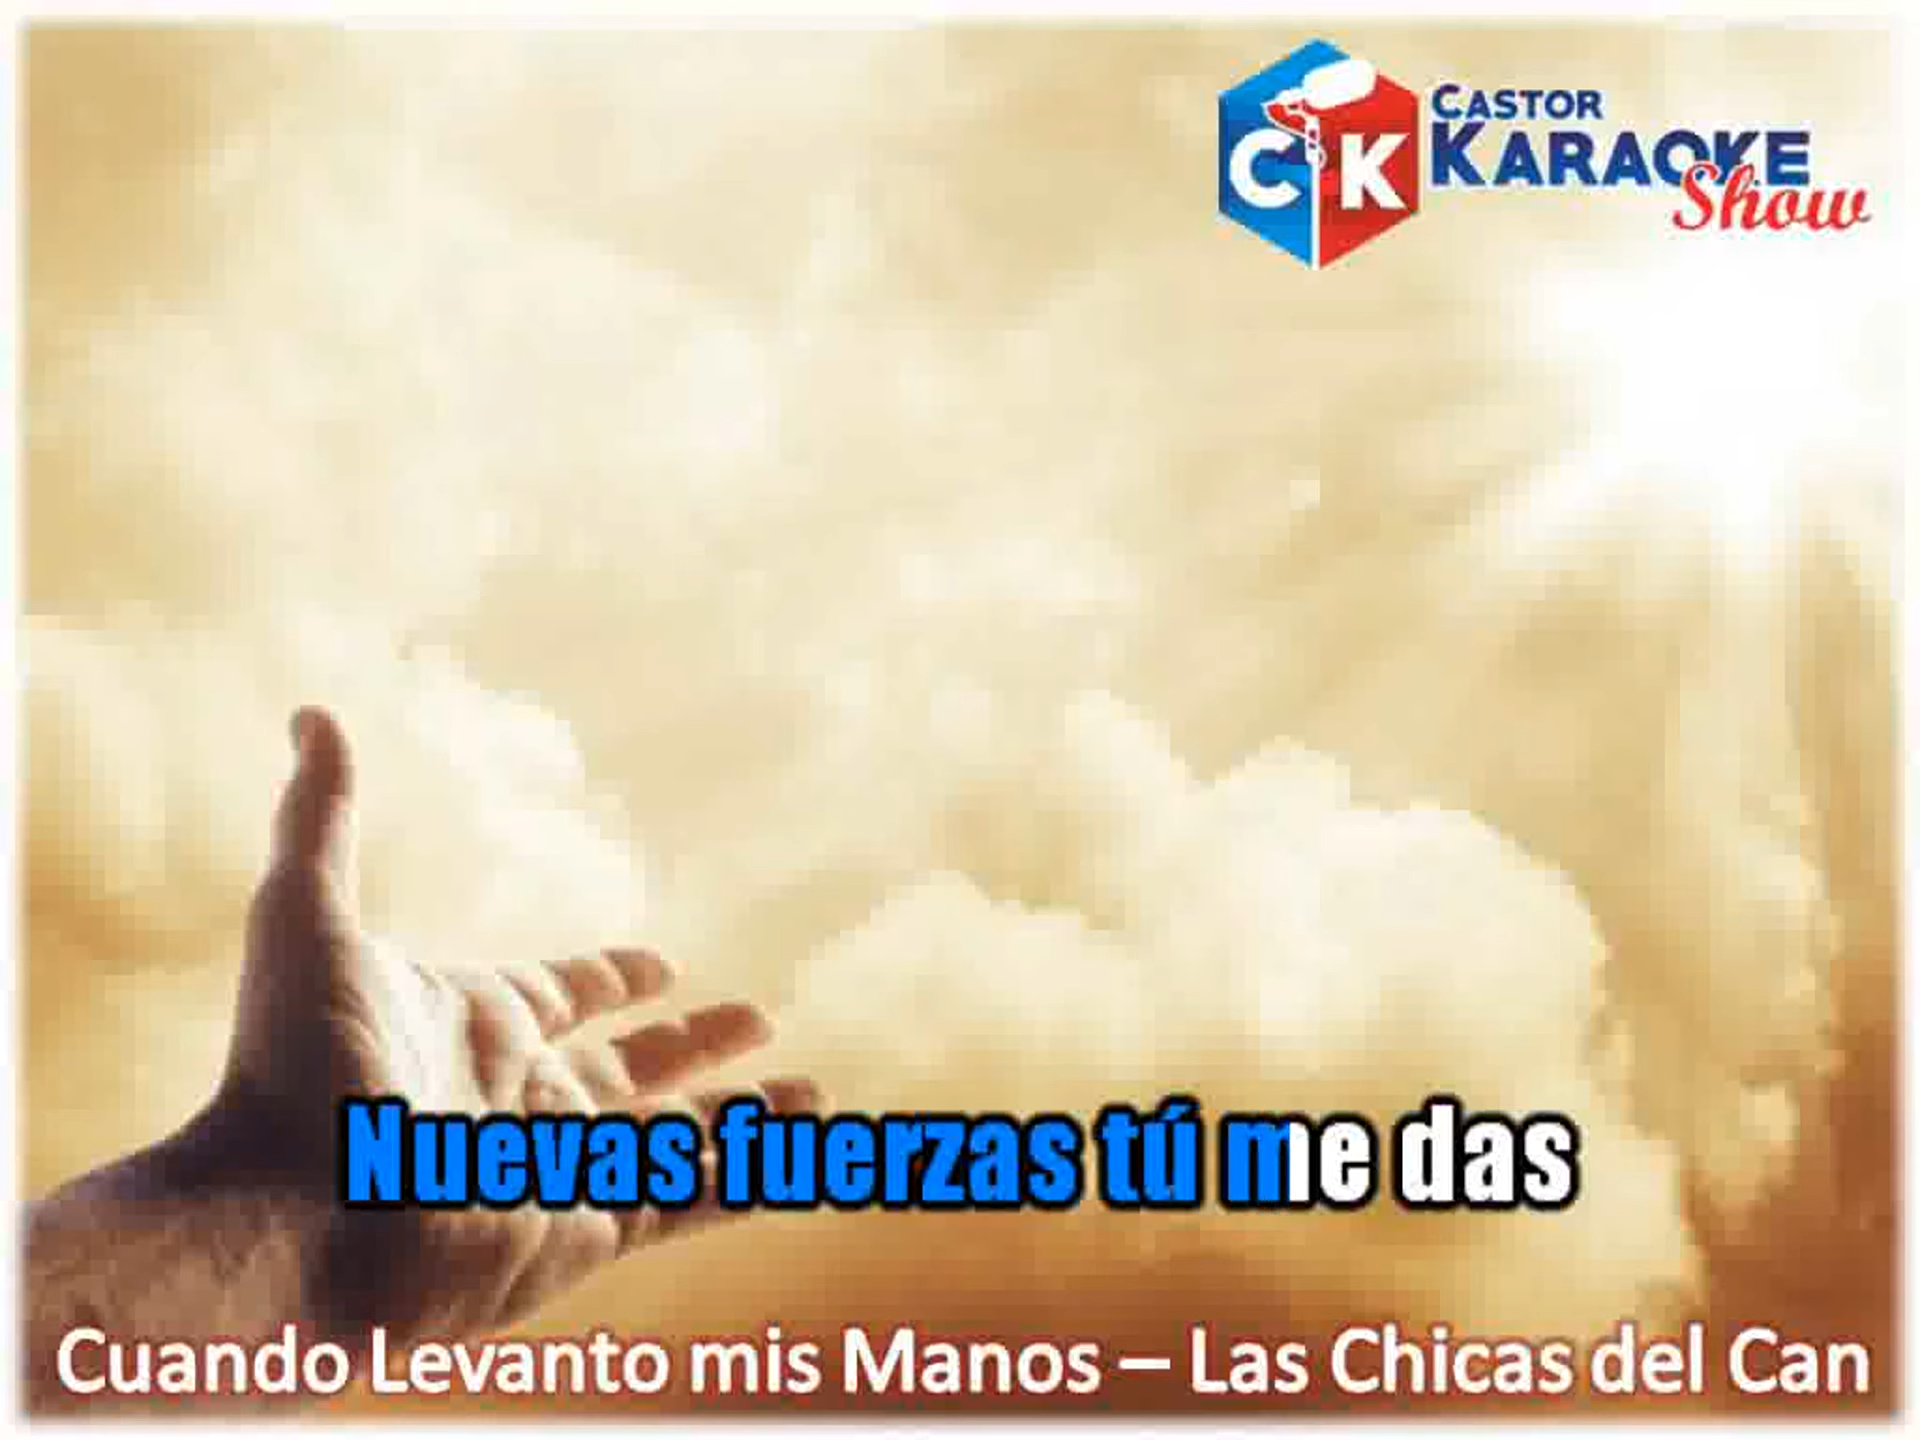 CK
CASTOR
KARAOKE
Show
Nuevas fuerzas tú me das
Cuando Levanto mis Manos – Las Chicas del Can